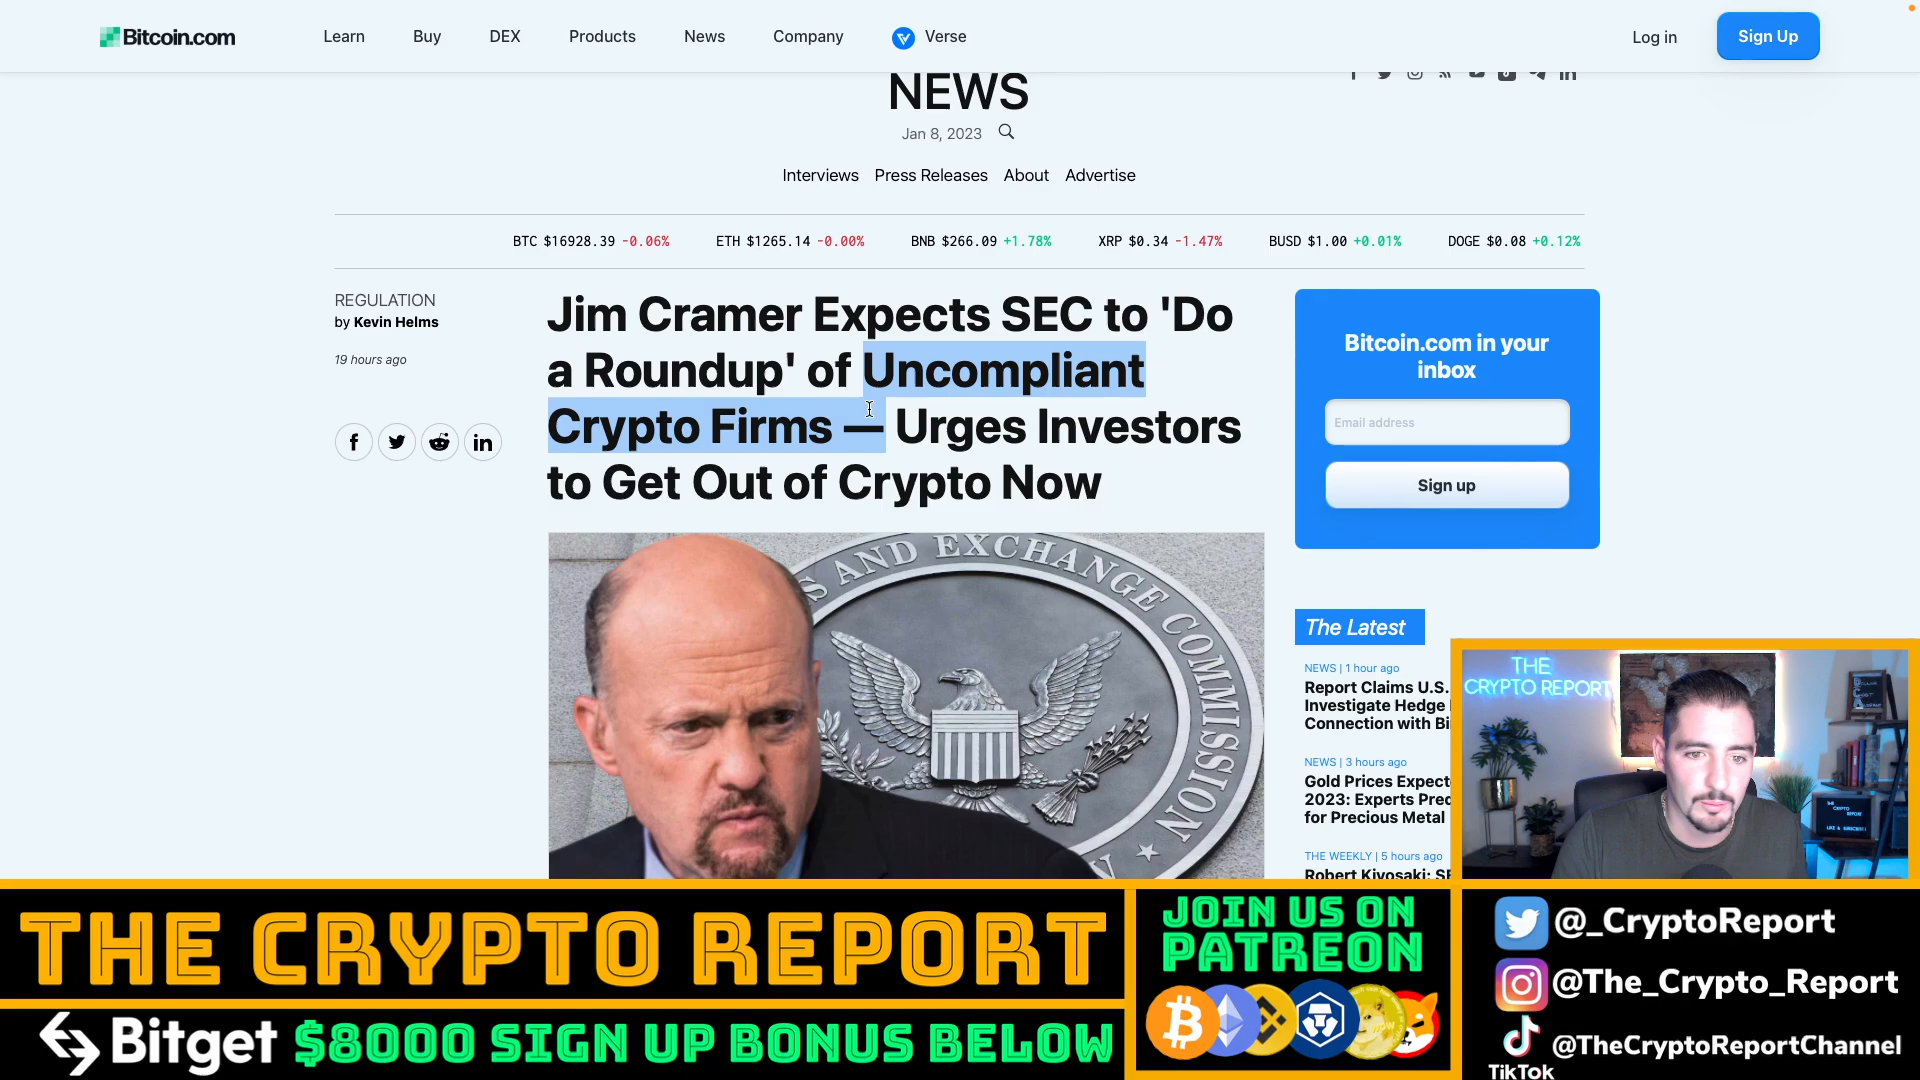 Bitcoin.com
Learn
Buy
DEX
Products
News
Company
Verse
Log in
Sign Up
NEWS
Jan 8, 2023
Interviews
Press Releases
About
Advertise
BTC $16928.39 -0.06%
ETH $1265.14 -0.00%
BNB $266.09 +1.78%
XRP $0.34 -1.47%
BUSD $1.00 +0.01%
DOGE $0.08 +0.12%
REGULATION
by Kevin Helms
19 hours ago
Jim Cramer Expects SEC to 'Do
a Roundup' of Uncompliant
Crypto Firms — Urges Investors
to Get Out of Crypto Now
AND EXCHANGE COMMISSION
Bitcoin.com in your
inbox
Email address
Sign up
The Latest
NEWS | 1 hour ago
Report Claims U.S.
Investigate Hedge
Connection with Bi
NEWS | 3 hours ago
Gold Prices Expect
2023: Experts Prec
for Precious Metal
THE WEEKLY | 5 hours ago
Robert Kiyosaki:
THE
CRYPTO REPORT
THE CRYPTO REPORT
Bitget $8000 SIGN UP BONUS BELOW
JOIN US ON
PATREON
@_CryptoReport
@The_Crypto_Report
@TheCryptoReportChannel
TikTok